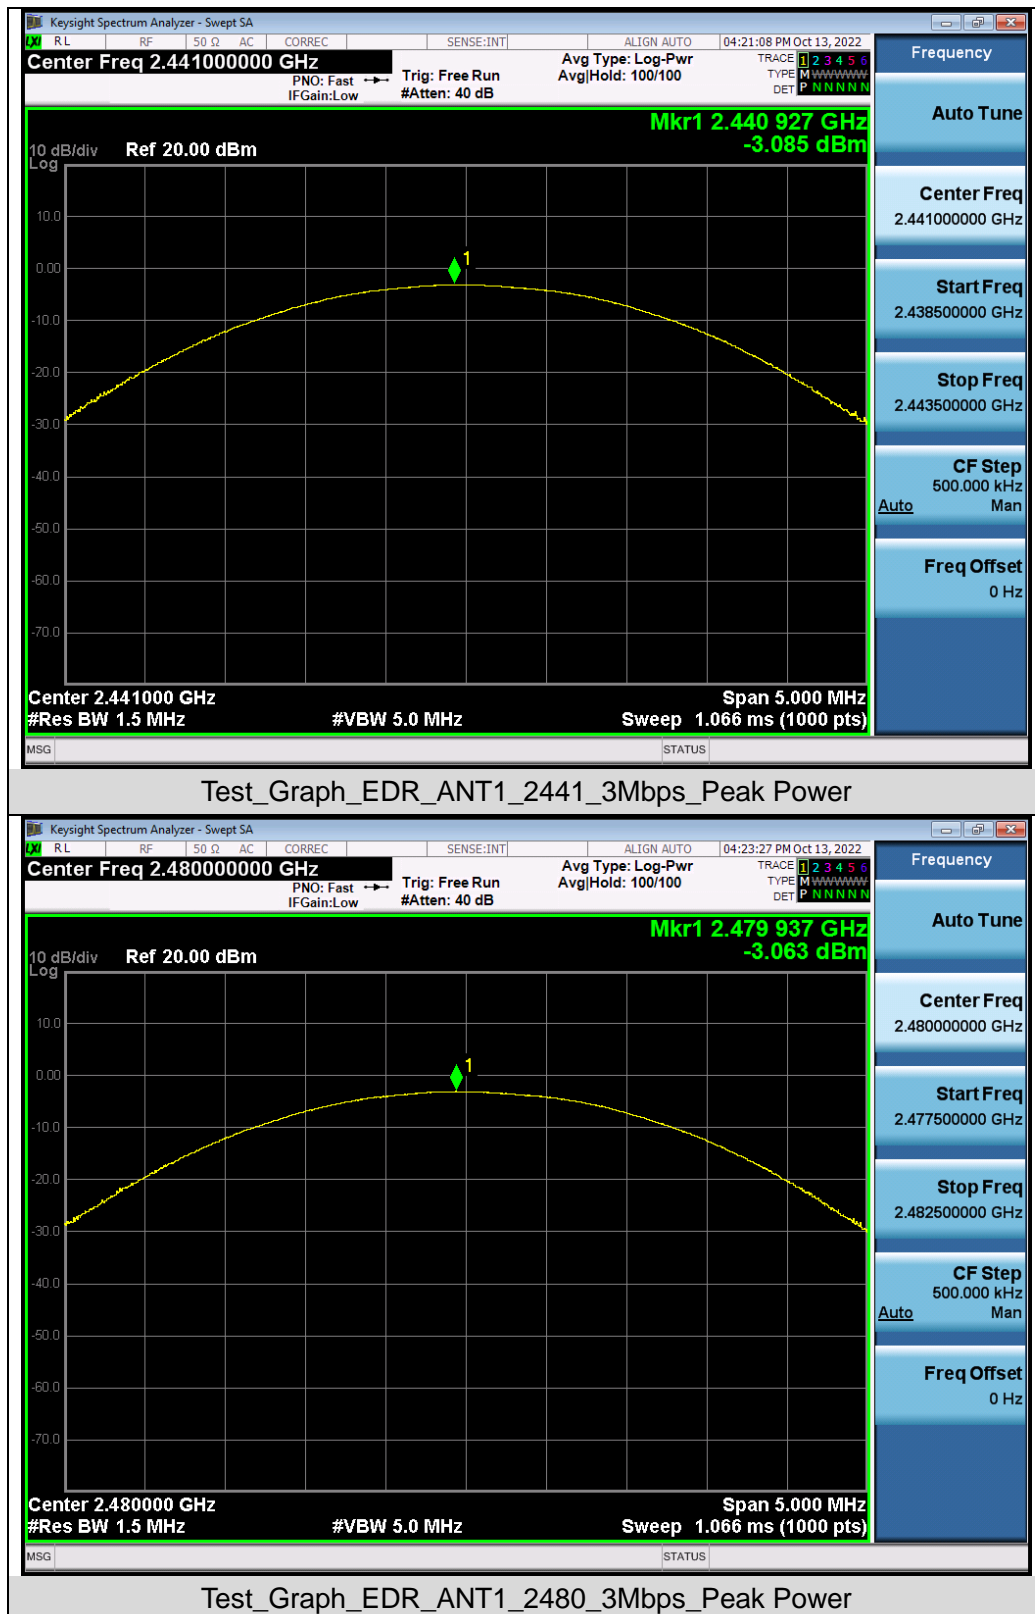 Keysight Spectrum Analyzer - Swept SA
LXI RL RF 50 Ω AC CORREC SENSE:INT ALIGN AUTO 04:21:08 PM Oct 13, 2022
Center Freq 2.441000000 GHz
PNO: Fast
IFGain:Low
Trig: Free Run
#Atten: 40 dB
Avg Type: Log-Pwr
Avg|Hold: 100/100
TRACE 1 2 3 4 5 6
TYPE M WWWWW
DET P N N N N N
Mkr1 2.440 927 GHz
-3.085 dBm
10 dB/div Ref 20.00 dBm
Log
10.0
1
0.00
-10.0
-20.0
-30.0
-40.0
-50.0
-60.0
-70.0
Center 2.441000 GHz Span 5.000 MHz
#Res BW 1.5 MHz #VBW 5.0 MHz Sweep 1.066 ms (1000 pts)
MSG STATUS
Frequency
Auto Tune
Center Freq
2.441000000 GHz
Start Freq
2.438500000 GHz
Stop Freq
2.443500000 GHz
CF Step
500.000 kHz
Auto Man
Freq Offset
0 Hz
Test_Graph_EDR_ANT1_2441_3Mbps_Peak Power
Keysight Spectrum Analyzer - Swept SA
LXI RL RF 50 Ω AC CORREC SENSE:INT ALIGN AUTO 04:23:27 PM Oct 13, 2022
Center Freq 2.480000000 GHz
PNO: Fast
IFGain:Low
Trig: Free Run
#Atten: 40 dB
Avg Type: Log-Pwr
Avg|Hold: 100/100
TRACE 1 2 3 4 5 6
TYPE M WWWWW
DET P N N N N N
Mkr1 2.479 937 GHz
-3.063 dBm
10 dB/div Ref 20.00 dBm
Log
10.0
1
0.00
-10.0
-20.0
-30.0
-40.0
-50.0
-60.0
-70.0
Center 2.480000 GHz Span 5.000 MHz
#Res BW 1.5 MHz #VBW 5.0 MHz Sweep 1.066 ms (1000 pts)
MSG STATUS
Frequency
Auto Tune
Center Freq
2.480000000 GHz
Start Freq
2.477500000 GHz
Stop Freq
2.482500000 GHz
CF Step
500.000 kHz
Auto Man
Freq Offset
0 Hz
Test_Graph_EDR_ANT1_2480_3Mbps_Peak Power